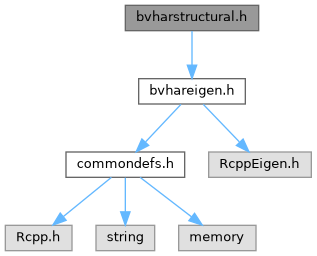 bvharstructural.h
bvhareigen.h
commondefs.h
RcppEigen.h
Rcpp.h
string
memory